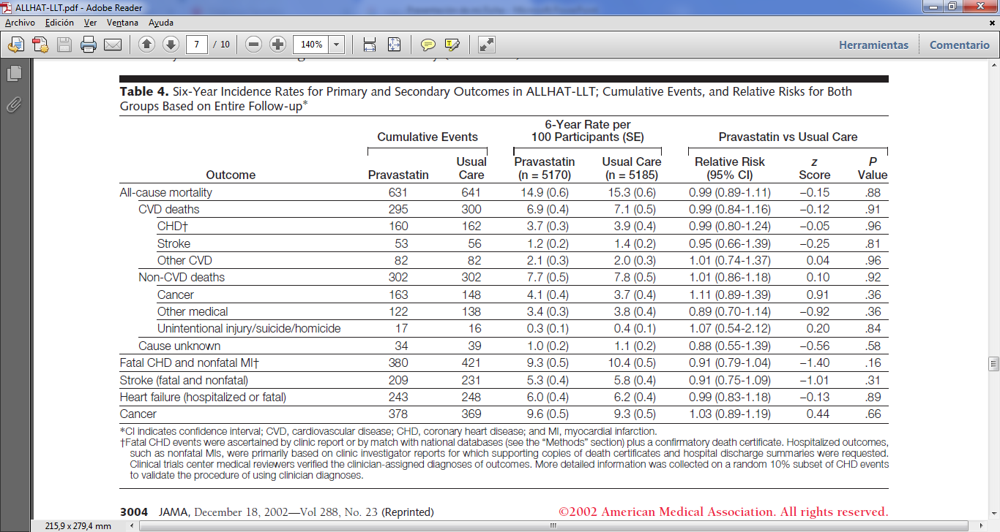 ALLHAT-LLT.pdf - Adobe Reader
Archivo Edición Ver Ventana Ayuda
7 / 10 140% Herramientas Comentario
Table 4. Six-Year Incidence Rates for Primary and Secondary Outcomes in ALLHAT-LLT; Cumulative Events, and Relative Risks for Both
Groups Based on Entire Follow-up*
Cumulative Events 6-Year Rate per 100 Participants (SE) Pravastatin vs Usual Care
Outcome Pravastatin Usual Care Pravastatin (n = 5170) Usual Care (n = 5185) Relative Risk (95% CI) z Score P Value
All-cause mortality 631 641 14.9 (0.6) 15.3 (0.6) 0.99 (0.89-1.11) –0.15 .88
CVD deaths 295 300 6.9 (0.4) 7.1 (0.5) 0.99 (0.84-1.16) –0.12 .91
CHD† 160 162 3.7 (0.3) 3.9 (0.4) 0.99 (0.80-1.24) –0.05 .96
Stroke 53 56 1.2 (0.2) 1.4 (0.2) 0.95 (0.66-1.39) –0.25 .81
Other CVD 82 82 2.1 (0.3) 2.0 (0.3) 1.01 (0.74-1.37) 0.04 .96
Non-CVD deaths 302 302 7.7 (0.5) 7.8 (0.5) 1.01 (0.86-1.18) 0.10 .92
Cancer 163 148 4.1 (0.4) 3.7 (0.4) 1.11 (0.89-1.39) 0.91 .36
Other medical 122 138 3.4 (0.3) 3.8 (0.4) 0.89 (0.70-1.14) –0.92 .36
Unintentional injury/suicide/homicide 17 16 0.3 (0.1) 0.4 (0.1) 1.07 (0.54-2.12) 0.20 .84
Cause unknown 34 39 1.0 (0.2) 1.1 (0.2) 0.88 (0.55-1.39) –0.56 .58
Fatal CHD and nonfatal MI† 380 421 9.3 (0.5) 10.4 (0.5) 0.91 (0.79-1.04) –1.40 .16
Stroke (fatal and nonfatal) 209 231 5.3 (0.4) 5.8 (0.4) 0.91 (0.75-1.09) –1.01 .31
Heart failure (hospitalized or fatal) 243 248 6.0 (0.4) 6.2 (0.4) 0.99 (0.83-1.18) –0.13 .89
Cancer 378 369 9.6 (0.5) 9.3 (0.5) 1.03 (0.89-1.19) 0.44 .66
*CI indicates confidence interval; CVD, cardiovascular disease; CHD, coronary heart disease; and MI, myocardial infarction.
†Fatal CHD events were ascertained by clinic report or by match with national databases (see the “Methods” section) plus a confirmatory death certificate. Hospitalized outcomes,
such as nonfatal MIs, were primarily based on clinic investigator reports for which supporting copies of death certificates and hospital discharge summaries were requested.
Clinical trials center medical reviewers verified the clinician-assigned diagnoses of outcomes. More detailed information was collected on a random 10% subset of CHD events
to validate the procedure of using clinician diagnoses.
3004 JAMA, December 18, 2002—Vol 288, No. 23 (Reprinted) ©2002 American Medical Association. All rights reserved.
215,9 x 279,4 mm